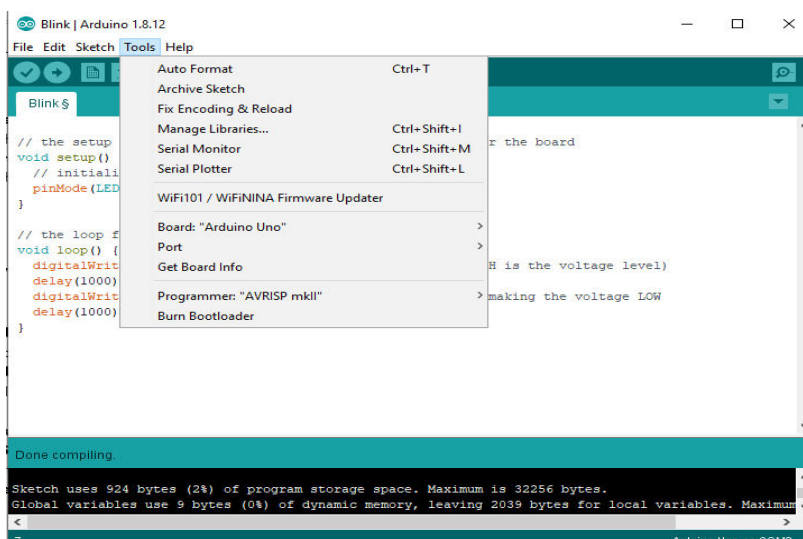 Blink | Arduino 1.8.12
File Edit Sketch Tools Help
Auto Format Ctrl+T
Archive Sketch
Fix Encoding & Reload
Manage Libraries... Ctrl+Shift+I
Serial Monitor Ctrl+Shift+M
Serial Plotter Ctrl+Shift+L
WiFi101 / WiFiNINA Firmware Updater
Board: "Arduino Uno"
Port
Get Board Info
Programmer: "AVRISP mkII"
Burn Bootloader
Blink §
// the setup r the board
void setup()
// initiali
pinMode(LED
}
// the loop f
void loop() {
digitalWrit H is the voltage level)
delay(1000)
digitalWrit making the voltage LOW
delay(1000)
}
Done compiling.
Sketch uses 924 bytes (2%) of program storage space. Maximum is 32256 bytes.
Global variables use 9 bytes (0%) of dynamic memory, leaving 2039 bytes for local variables. Maximum